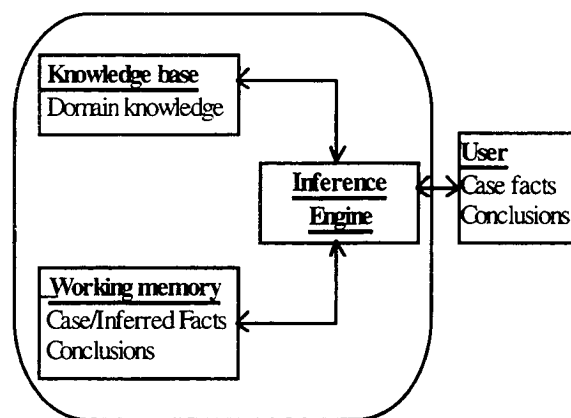 Knowledge base
Domain knowledge
Inference
Engine
User
Case facts
Conclusions
Working memory
Case/Inferred Facts
Conclusions